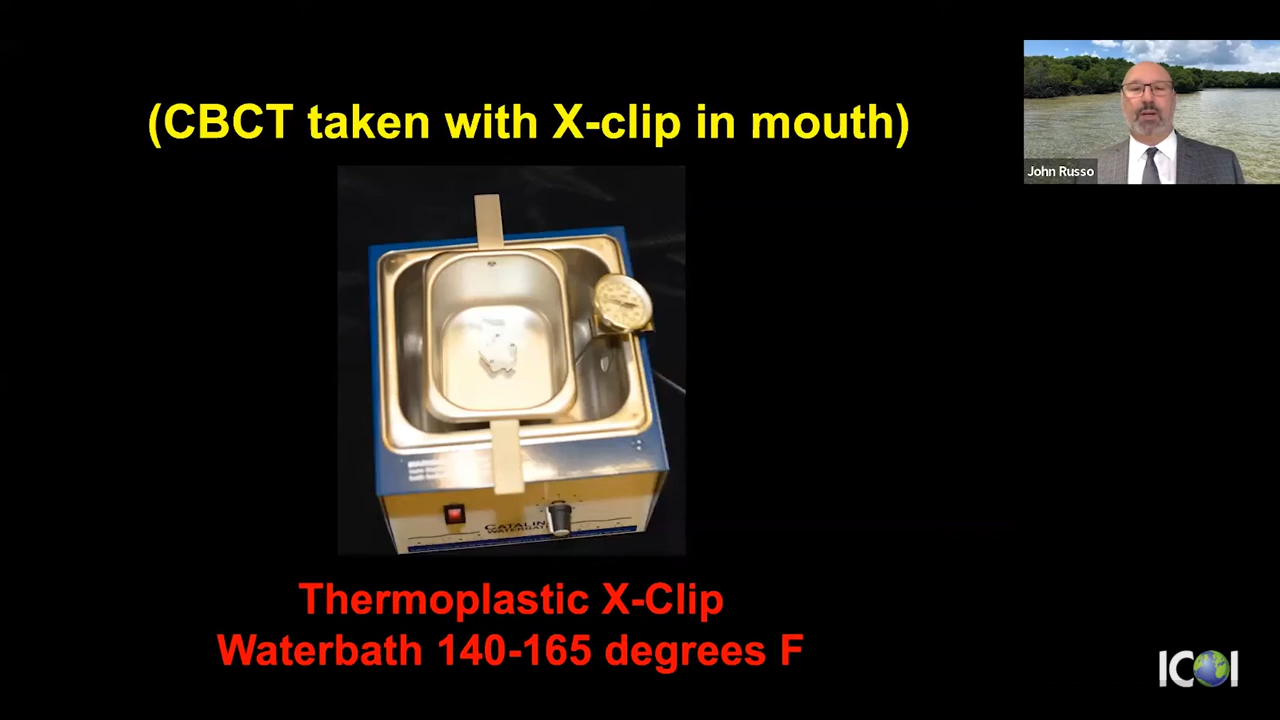 (CBCT taken with X-clip in mouth)
John Russo
CATALINA
Thermoplastic X-Clip
Waterbath 140-165 degrees F
ICOI